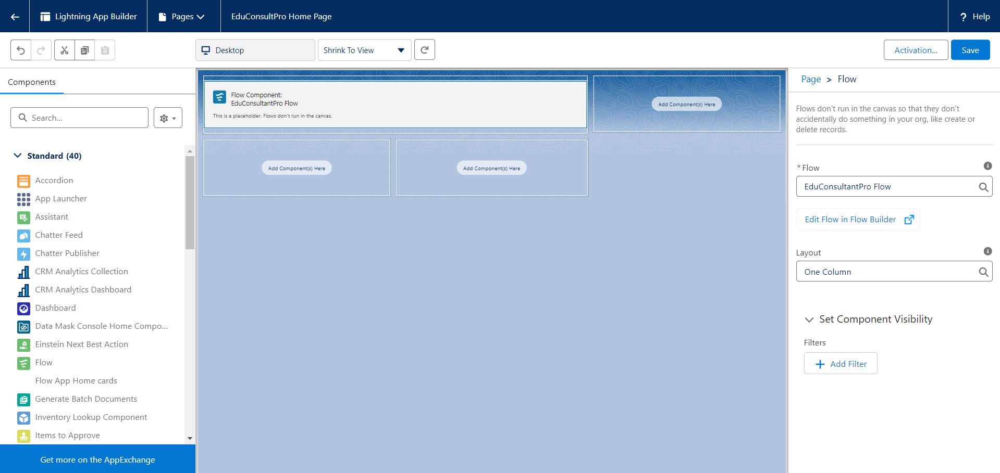 Lightning App Builder
Pages
EduConsultPro Home Page
? Help
Desktop
Shrink To View
Activation...
Save
Components
Search...
Standard (40)
Accordion
App Launcher
Assistant
Chatter Feed
Chatter Publisher
CRM Analytics Collection
CRM Analytics Dashboard
Dashboard
Data Mask Console Home Compo...
Einstein Next Best Action
Flow
Flow App Home cards
Generate Batch Documents
Inventory Lookup Component
Items to Approve
Get more on the AppExchange
Flow Component:
EduConsultantPro Flow
This is a placeholder. Flows don't run in the canvas.
Add Component(s) Here
Add Component(s) Here
Add Component(s) Here
Page > Flow
Flows don't run in the canvas so that they don't
accidentally do something in your org, like create or
delete records.
* Flow
EduConsultantPro Flow
Edit Flow in Flow Builder
Layout
One Column
Set Component Visibility
Filters
Add Filter